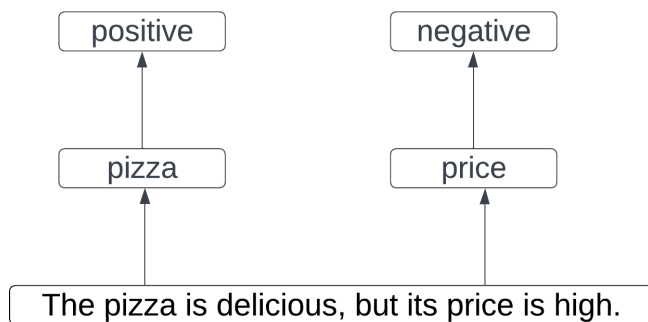 positive
negative
pizza
price
The pizza is delicious, but its price is high.